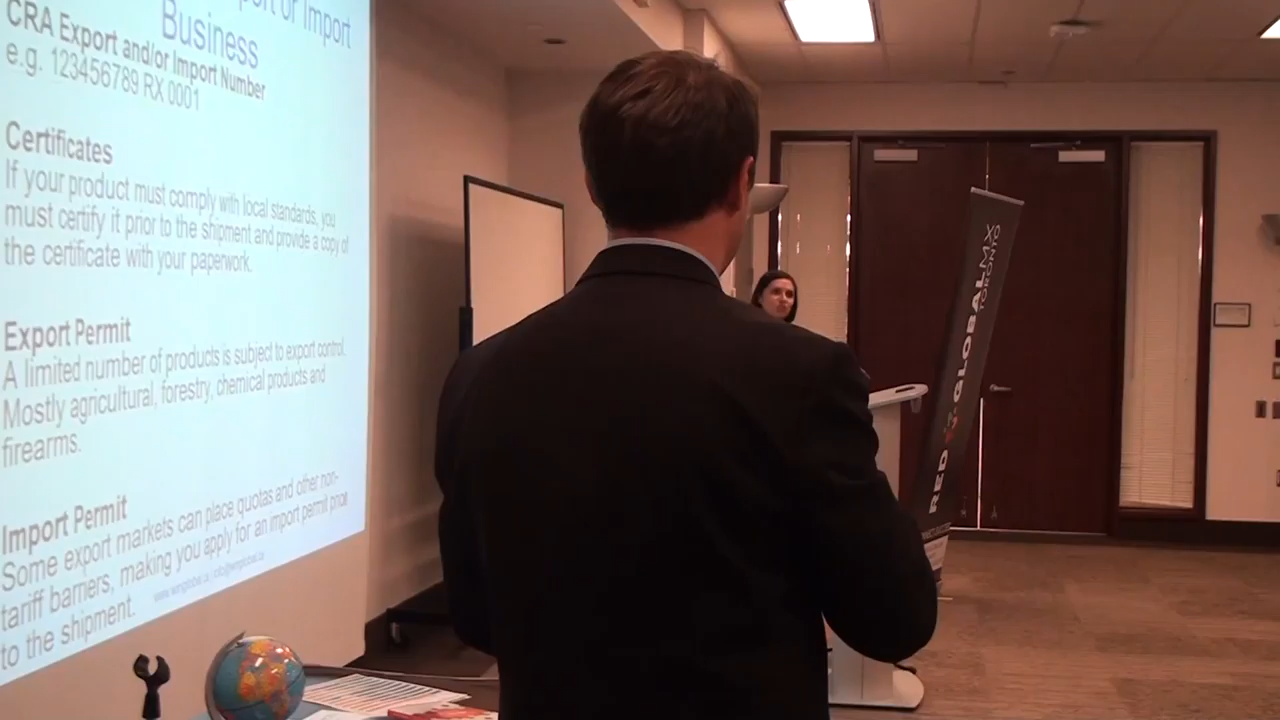 port or Import
Business
CRA Export and/or Import Number
e.g. 123456789 RX 0001
Certificates
If your product must comply with local standards, you
must certify it prior to the shipment and provide a copy of
the certificate with your paperwork.
Export Permit
A limited number of products is subject to export control.
Mostly agricultural, forestry, chemical products and
firearms.
Import Permit
Some export markets can place quotas and other non-
tariff barriers, making you apply for an import permit prior
to the shipment.
RED GLOBALMX
TORONTO